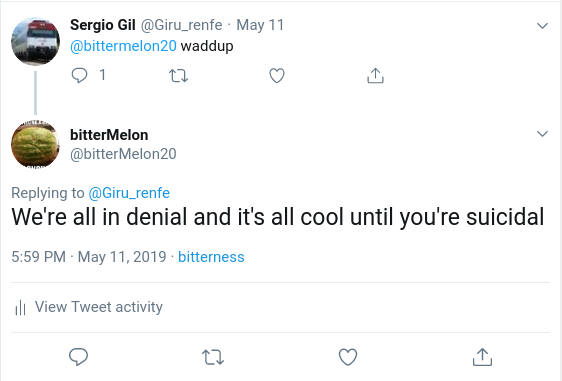 Sergio Gil @Giru_renfe · May 11
@bittermelon20 waddup
1
bitterMelon
@bitterMelon20
Replying to @Giru_renfe
We're all in denial and it's all cool until you're suicidal
5:59 PM · May 11, 2019 · bitterness
View Tweet activity